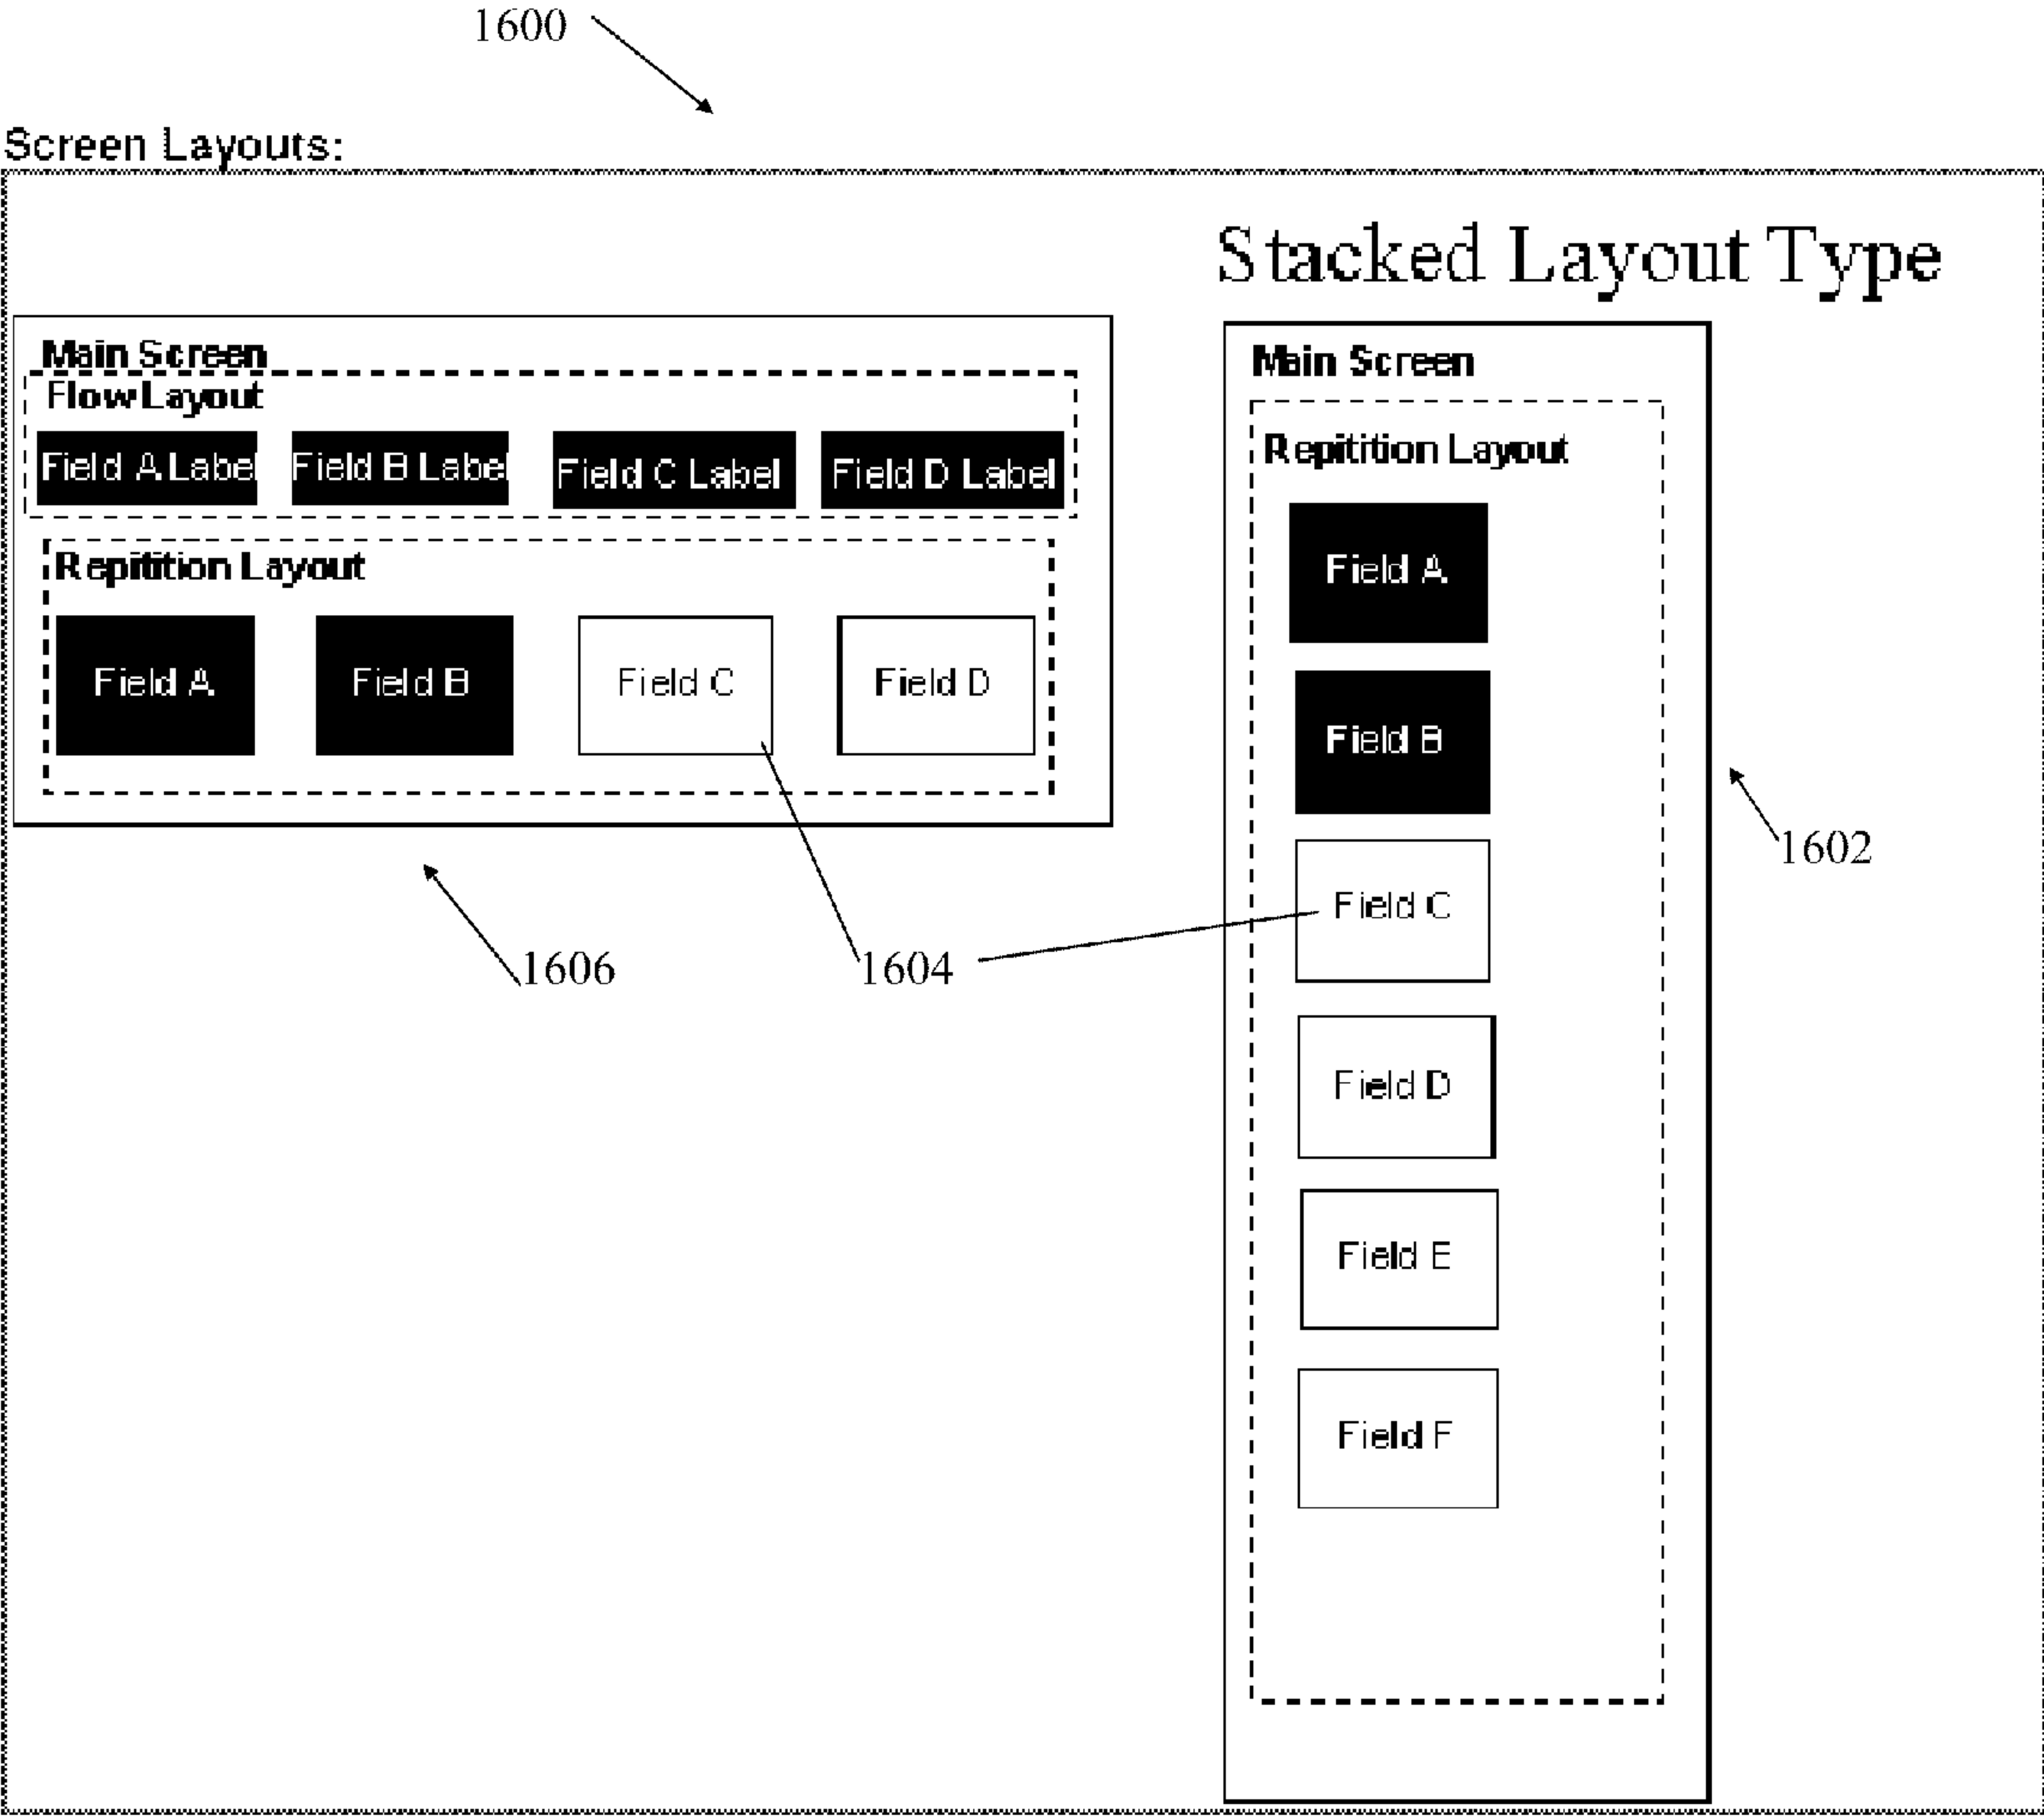 1600
Screen Layouts:
Stacked Layout Type
Main Screen
Flow Layout
Field A Label Field B Label Field C Label Field D Label
Repitition Layout
Field A Field B Field C Field D
1606
1604
Main Screen
Repitition Layout
Field A
Field B
Field C
Field D
Field E
Field F
1602